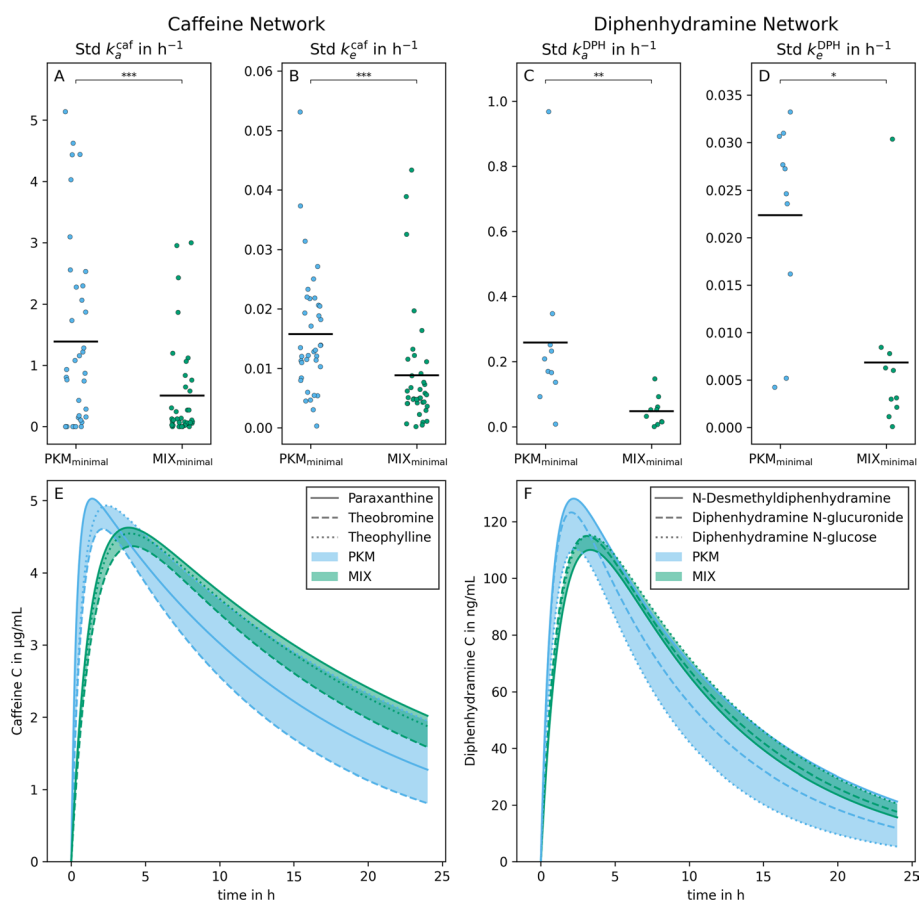 Caffeine Network
Diphenhydramine Network
Std k_a^caf in h⁻¹
Std k_e^caf in h⁻¹
Std k_a^DPH in h⁻¹
Std k_e^DPH in h⁻¹
A
***
5
4
3
2
1
0
PKM_minimal
MIX_minimal
B
***
0.06
0.05
0.04
0.03
0.02
0.01
0.00
PKM_minimal
MIX_minimal
C
**
1.0
0.8
0.6
0.4
0.2
0.0
PKM_minimal
MIX_minimal
D
*
0.035
0.030
0.025
0.020
0.015
0.010
0.005
0.000
PKM_minimal
MIX_minimal
E
Paraxanthine
Theobromine
Theophylline
PKM
MIX
Caffeine C in µg/mL
5
4
3
2
1
0
0
5
10
15
20
25
time in h
F
N-Desmethyldiphenhydramine
Diphenhydramine N-glucuronide
Diphenhydramine N-glucose
PKM
MIX
Diphenhydramine C in ng/mL
120
100
80
60
40
20
0
0
5
10
15
20
25
time in h